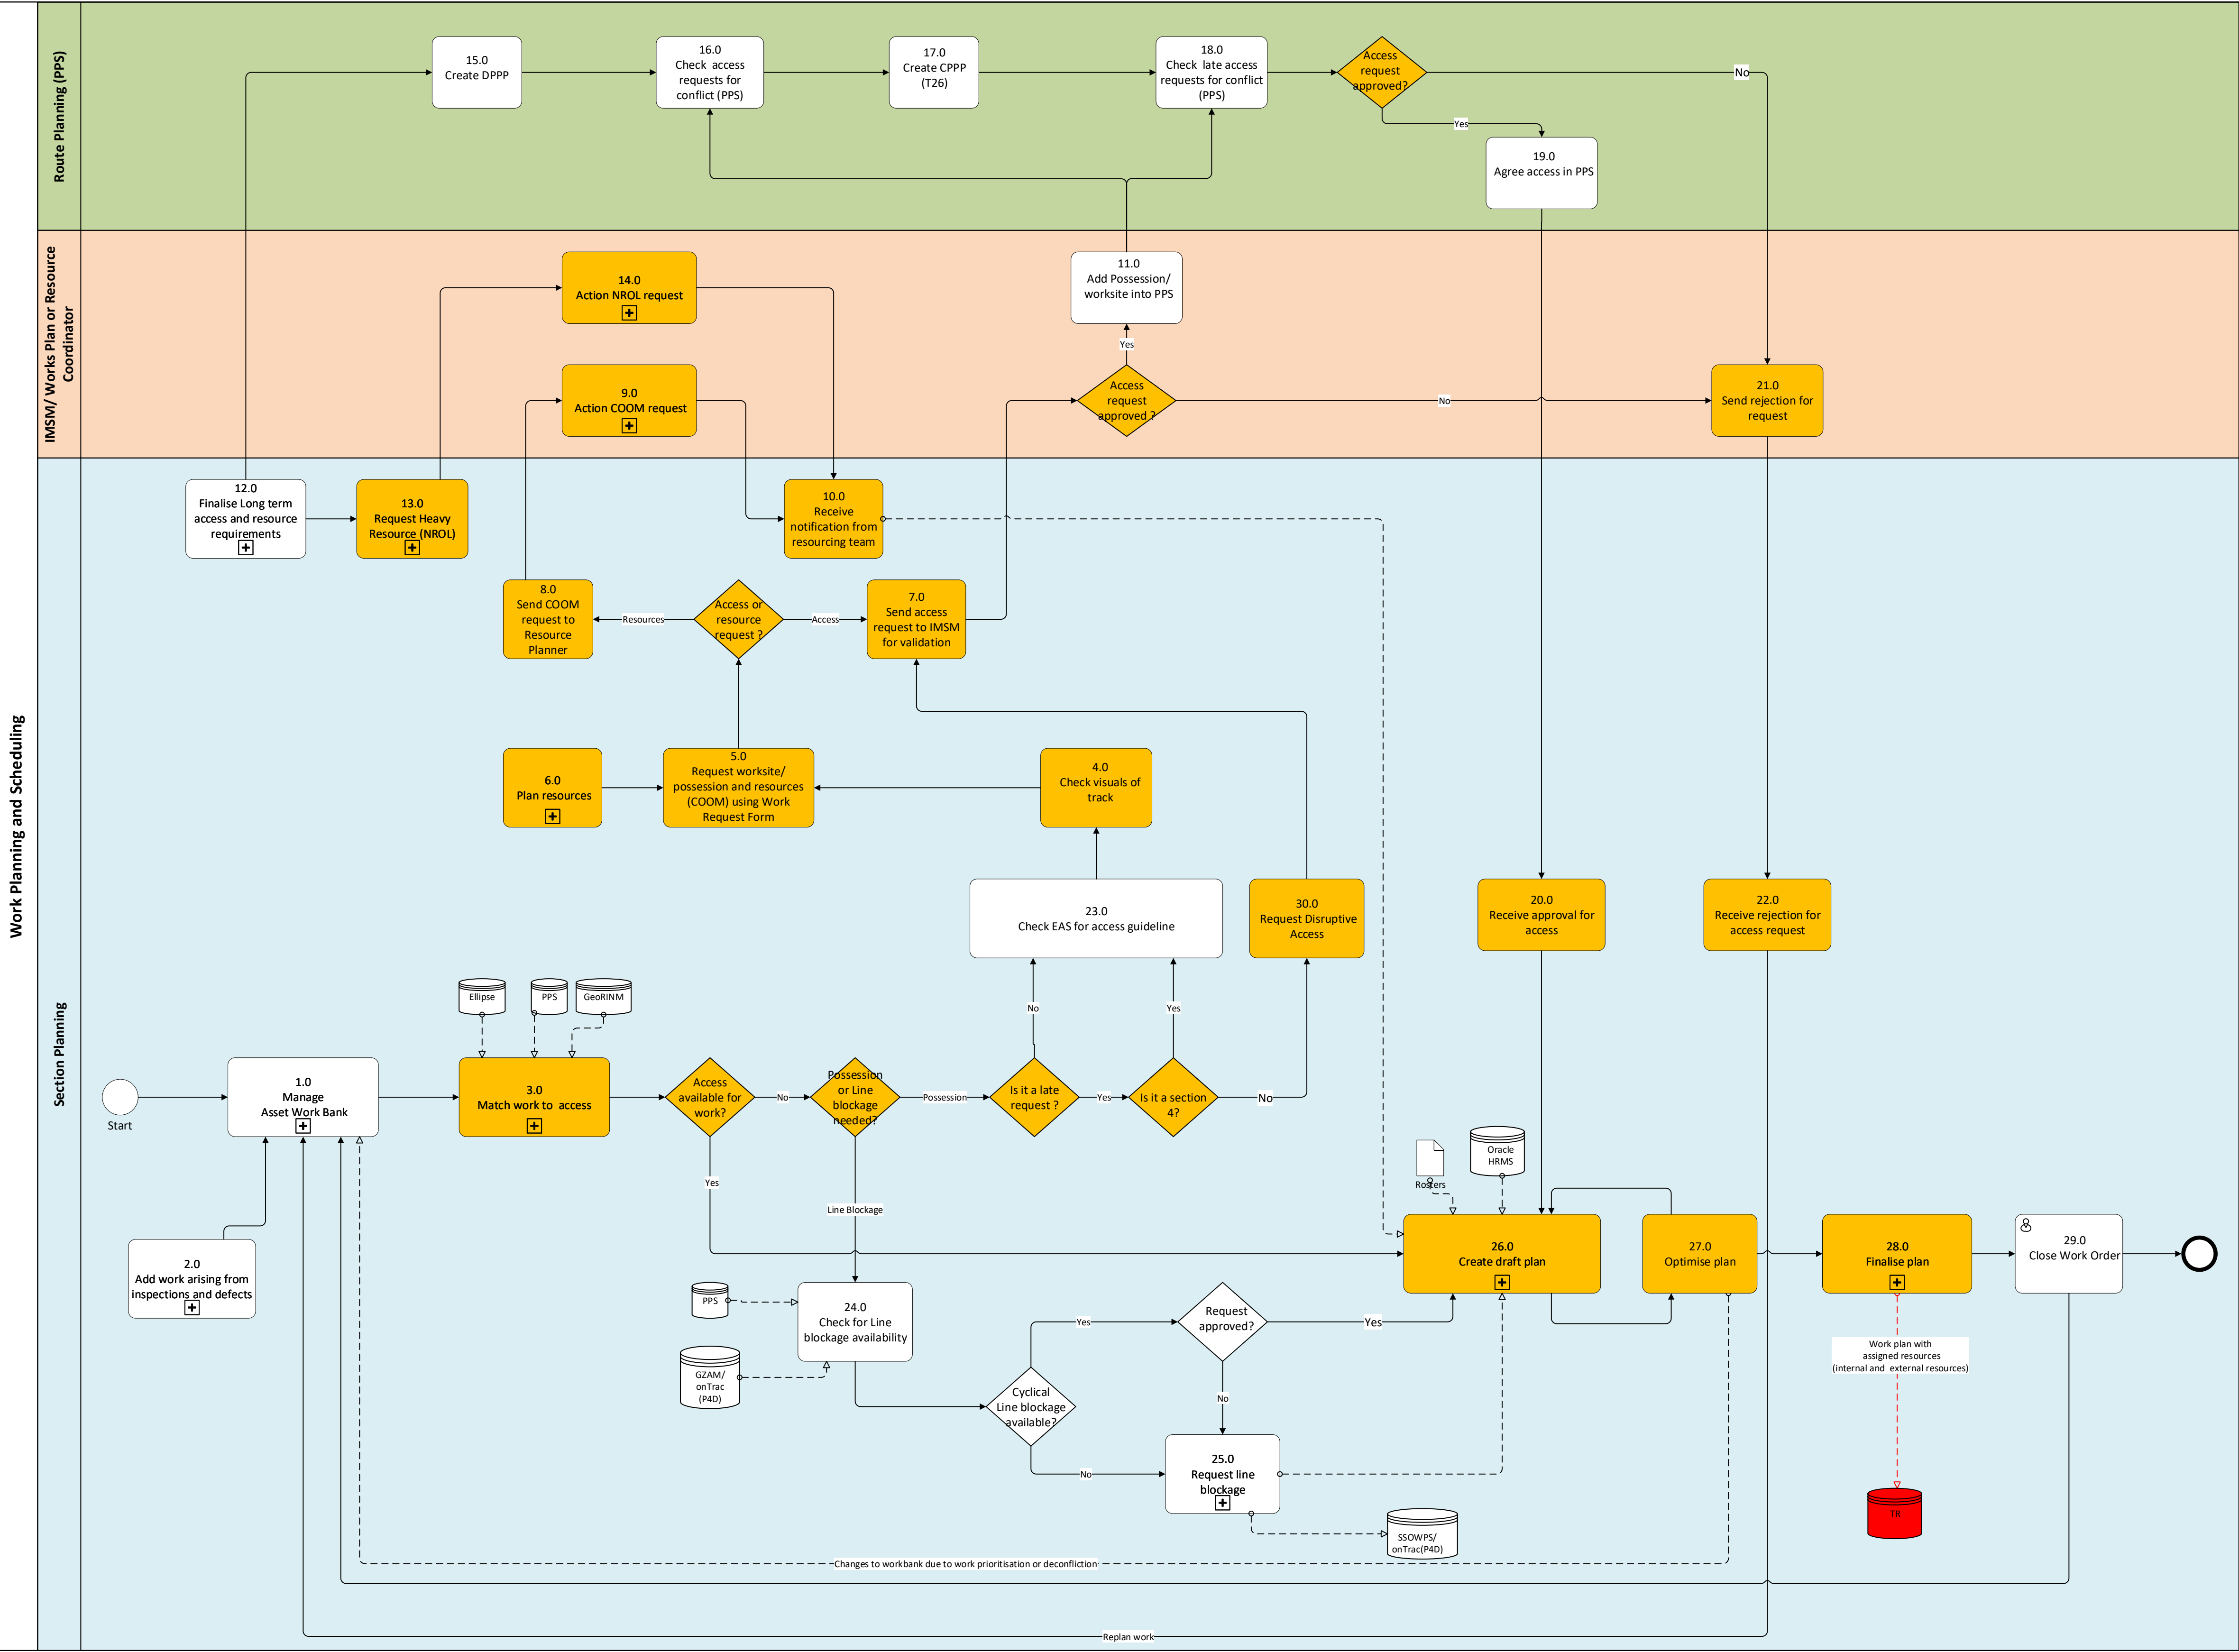 Work Planning and Scheduling
Route Planning (PPS)
15.0
Create DPPP
16.0
Check access
requests for
conflict (PPS)
17.0
Create CPPP
(T26)
18.0
Check late access
requests for conflict
(PPS)
Access
request
approved?
No
Yes
19.0
Agree access in PPS
IMSM/ Works Plan or Resource
Coordinator
14.0
Action NROL request
11.0
Add Possession/
worksite into PPS
Yes
9.0
Action COOM request
Access
request
approved ?
No
21.0
Send rejection for
request
Section Planning
12.0
Finalise Long term
access and resource
requirements
13.0
Request Heavy
Resource (NROL)
10.0
Receive
notification from
resourcing team
8.0
Send COOM
request to
Resource
Planner
Resources
Access or
resource
request ?
Access
7.0
Send access
request to IMSM
for validation
6.0
Plan resources
5.0
Request worksite/
possession and resources
(COOM) using Work
Request Form
4.0
Check visuals of
track
23.0
Check EAS for access guideline
30.0
Request Disruptive
Access
20.0
Receive approval for
access
22.0
Receive rejection for
access request
Ellipse
PPS
GeoRINM
No
Yes
Start
1.0
Manage
Asset Work Bank
3.0
Match work to access
Access
available for
work?
No
Possession
or Line
blockage
needed?
Possession
Is it a late
request ?
Yes
Is it a section
4?
No
Yes
Line Blockage
Rosters
Oracle
HRMS
2.0
Add work arising from
inspections and defects
26.0
Create draft plan
27.0
Optimise plan
28.0
Finalise plan
29.0
Close Work Order
PPS
24.0
Check for Line
blockage availability
GZAM/
onTrac
(P4D)
Yes
Request
approved?
Yes
Cyclical
Line blockage
available?
No
No
25.0
Request line
blockage
SSOWPS/
onTrac(P4D)
Work plan with
assigned resources
(internal and external resources)
TR
Changes to workbank due to work prioritisation or deconfliction
Replan work